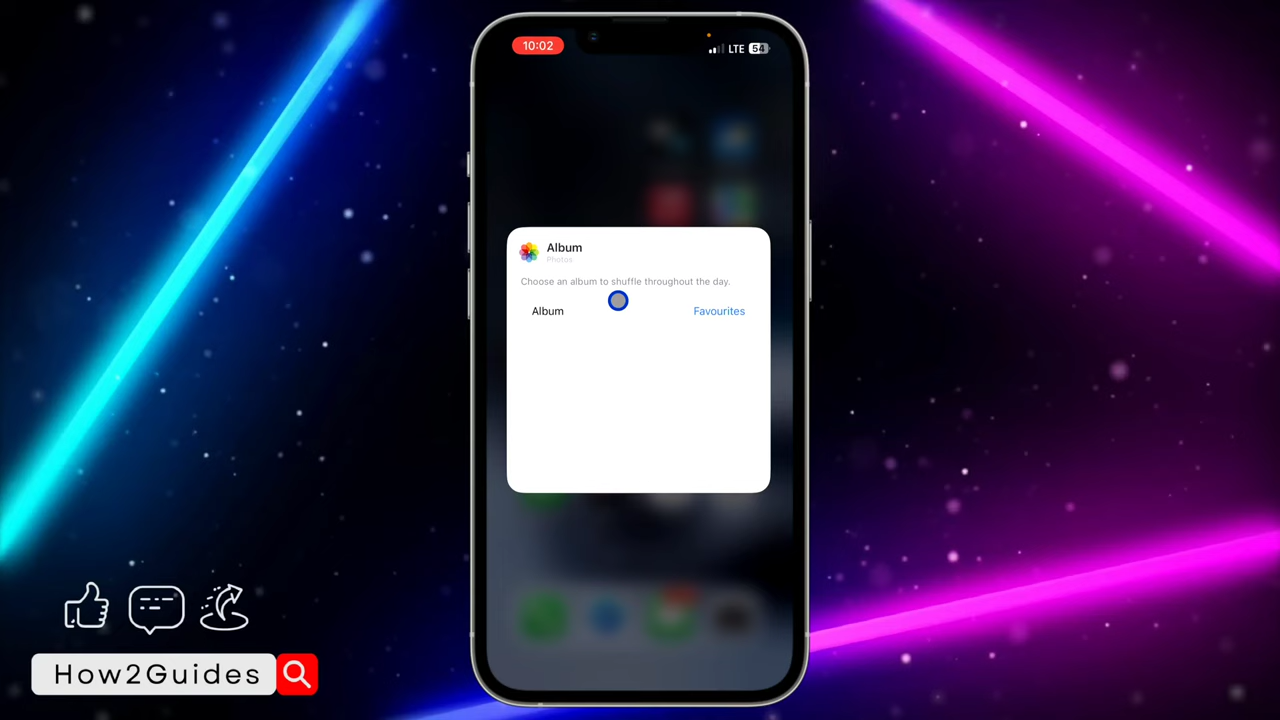 10:02
LTE 54
Album
Photos
Choose an album to shuffle throughout the day.
Album
Favourites
How2Guides